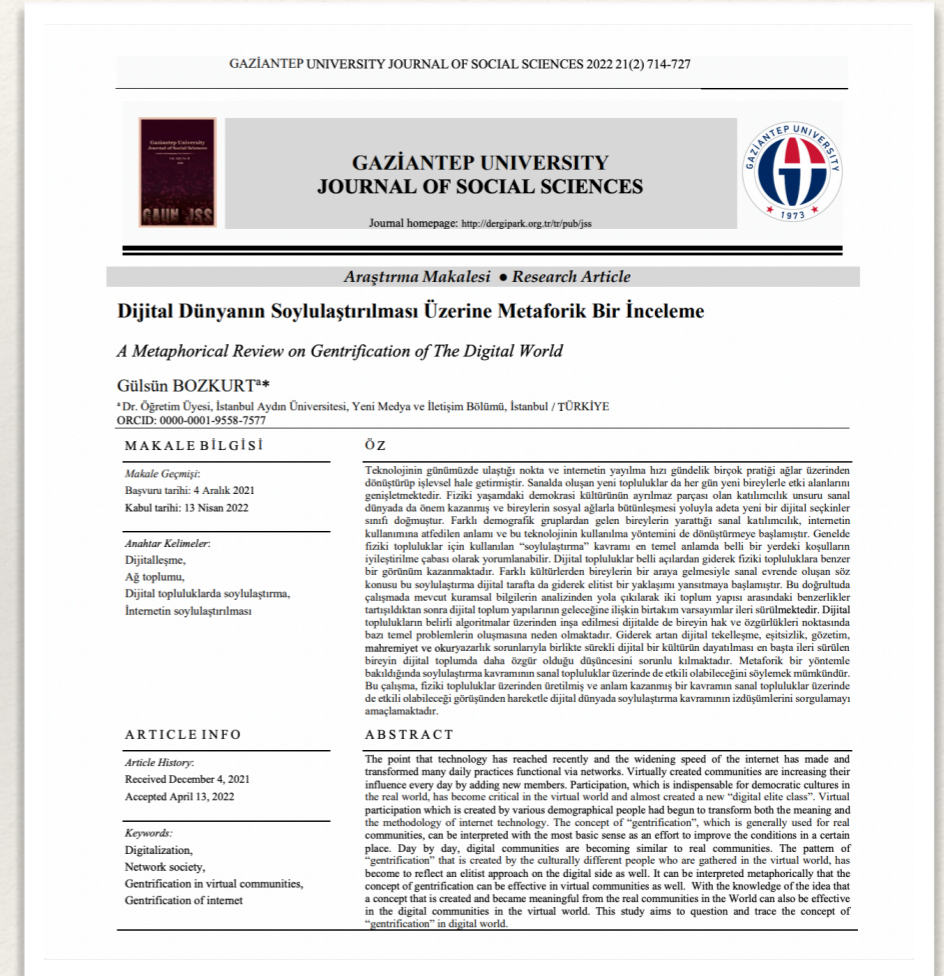 GAZİANTEP UNIVERSITY JOURNAL OF SOCIAL SCIENCES 2022 21(2) 714-727
Gaziantep University
Journal of Social Sciences
GAUN JSS
GAZİANTEP UNIVERSITY
JOURNAL OF SOCIAL SCIENCES
Journal homepage: http://dergipark.org.tr/tr/pub/jss
GAZİANTEP UNIVERSITY
1973
Araştırma Makalesi ● Research Article
Dijital Dünyanın Soylulaştırılması Üzerine Metaforik Bir İnceleme
A Metaphorical Review on Gentrification of The Digital World
Gülsün BOZKURTª*
ª Dr. Öğretim Üyesi, İstanbul Aydın Üniversitesi, Yeni Medya ve İletişim Bölümü, İstanbul / TÜRKİYE
ORCID: 0000-0001-9558-7577
MAKALE BİLGİSİ
Makale Geçmişi:
Başvuru tarihi: 4 Aralık 2021
Kabul tarihi: 13 Nisan 2022
Anahtar Kelimeler:
Dijitalleşme,
Ağ toplumu,
Dijital topluluklarda soylulaştırma,
İnternetin soylulaştırılması
ÖZ
Teknolojinin günümüzde ulaştığı nokta ve internetin yayılma hızı gündelik birçok pratiği ağlar üzerinden
dönüştürüp işlevsel hale getirmiştir. Sanalda oluşan yeni topluluklar da her gün yeni bireylerle etki alanlarını
genişletmektedir. Fiziki yaşamdaki demokrasi kültürünün ayrılmaz parçası olan katılımcılık unsuru sanal
dünyada da önem kazanmış ve bireylerin sosyal ağlarla bütünleşmesi yoluyla adeta yeni bir dijital seçkinler
sınıfı doğmuştur. Farklı demografik gruplardan gelen bireylerin yarattığı sanal katılımcılık, internetin
kullanımına atfedilen anlamı ve bu teknolojinin kullanılma yöntemini de dönüştürmeye başlamıştır. Genelde
fiziki topluluklar için kullanılan “soylulaştırma” kavramı en temel anlamda belli bir yerdeki koşulların
iyileştirilme çabası olarak yorumlanabilir. Dijital topluluklar belli açılardan giderek fiziki topluluklara benzer
bir görünüm kazanmaktadır. Farklı kültürlerden bireylerin bir araya gelmesiyle sanal evrende oluşan söz
konusu bu soylulaştırma dijital tarafta da giderek elitist bir yaklaşımı yansıtmaya başlamıştır. Bu doğrultuda
çalışmada mevcut kuramsal bilgilerin analizinden yola çıkılarak iki toplum yapısı arasındaki benzerlikler
tartışıldıktan sonra dijital toplum yapılarının geleceğine ilişkin birtakım varsayımlar ileri sürülmektedir. Dijital
toplulukların belirli algoritmalar üzerinden inşa edilmesi dijitalde de bireyin hak ve özgürlükleri noktasında
bazı temel problemlerin oluşmasına neden olmaktadır. Giderek artan dijital tekelleşme, eşitsizlik, gözetim,
mahremiyet ve okuryazarlık sorunlarıyla birlikte sürekli dijital bir kültürün dayatılması en başta ileri sürülen
bireyin dijital toplumda daha özgür olduğu düşüncesini sorunlu kılmaktadır. Metaforik bir yöntemle
bakıldığında soylulaştırma kavramının sanal topluluklar üzerinde de etkili olabileceğini söylemek mümkündür.
Bu çalışma, fiziki topluluklar üzerinden üretilmiş ve anlam kazanmış bir kavramın sanal topluluklar üzerinde
de etkili olabileceği görüşünden hareketle dijital dünyada soylulaştırma kavramının izdüşümlerini sorgulamayı
amaçlamaktadır.
ARTICLE INFO
Article History:
Received December 4, 2021
Accepted April 13, 2022
Keywords:
Digitalization,
Network society,
Gentrification in virtual communities,
Gentrification of internet
ABSTRACT
The point that technology has reached recently and the widening speed of the internet has made and
transformed many daily practices functional via networks. Virtually created communities are increasing their
influence every day by adding new members. Participation, which is indispensable for democratic cultures in
the real world, has become critical in the virtual world and almost created a new “digital elite class”. Virtual
participation which is created by various demographical people had begun to transform both the meaning and
the methodology of internet technology. The concept of “gentrification”, which is generally used for real
communities, can be interpreted with the most basic sense as an effort to improve the conditions in a certain
place. Day by day, digital communities are becoming similar to real communities. The pattern of
“gentrification” that is created by the culturally different people who are gathered in the virtual world, has
become to reflect an elitist approach on the digital side as well. It can be interpreted metaphorically that the
concept of gentrification can be effective in virtual communities as well. With the knowledge of the idea that
a concept that is created and became meaningful from the real communities in the World can also be effective
in the digital communities in the virtual world. This study aims to question and trace the concept of
“gentrification” in digital world.